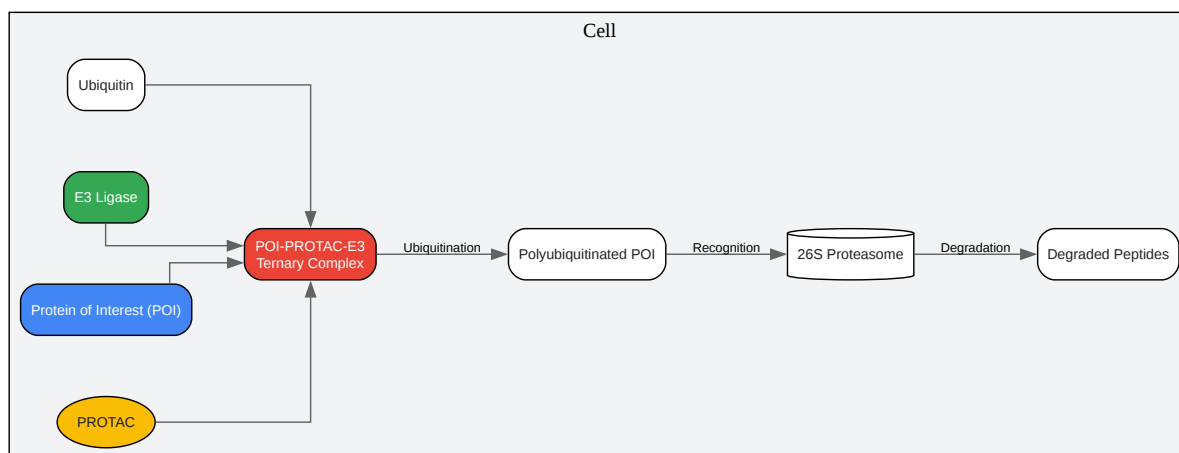 Cell
Ubiquitin
E3 Ligase
POI-PROTAC-E3
Ternary Complex
Ubiquitination
Polyubiquitinated POI
Recognition
26S Proteasome
Degradation
Degraded Peptides
Protein of Interest (POI)
PROTAC